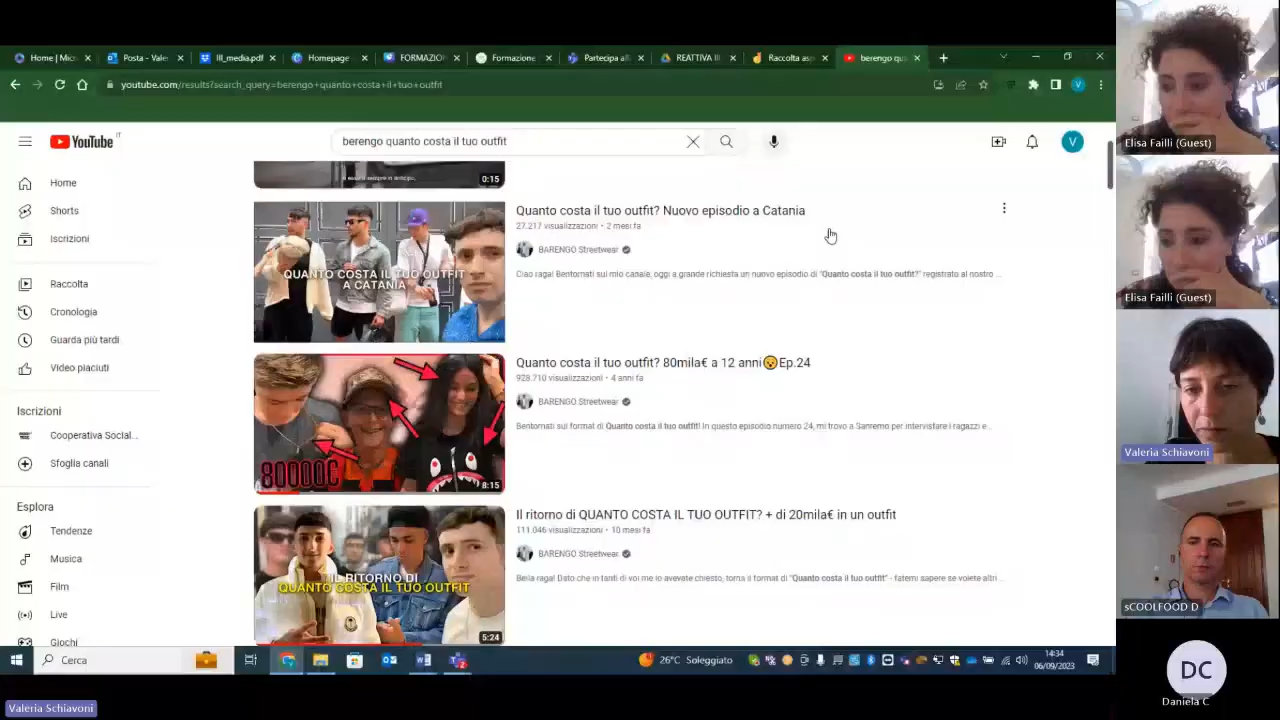 Home | Mic
Posta - Vale
III_media.pdf
Homepage
FORMAZION
Formazione
Partecipa all
REATTIVA III
Raccolta asp
berengo qua
youtube.com/results?search_query=berengo+quanto+costa+il+tuo+outfit
YouTube IT
berengo quanto costa il tuo outfit
V
V
Home
Shorts
Iscrizioni
Raccolta
Cronologia
Guarda più tardi
Video piaciuti
Iscrizioni
Cooperativa Social...
Sfoglia canali
Esplora
Tendenze
Musica
Film
Live
Giochi
0:15
QUANTO COSTA IL TUO OUTFIT
A CATANIA
Quanto costa il tuo outfit? Nuovo episodio a Catania
27.217 visualizzazioni • 2 mesi fa
BARENGO Streetwear
Ciao raga! Bentornati sul mio canale, oggi a grande richiesta un nuovo episodio di "Quanto costa il tuo outfit?" registrato al nostro ...
80000€
8:15
Quanto costa il tuo outfit? 80mila€ a 12 anni😮Ep.24
928.710 visualizzazioni • 4 anni fa
BARENGO Streetwear
Bentornati sul format di Quanto costa il tuo outfit! In questo episodio numero 24, mi trovo a Sanremo per intervistare i ragazzi e...
IL RITORNO DI
QUANTO COSTA IL TUO OUTFIT
5:24
Il ritorno di QUANTO COSTA IL TUO OUTFIT? + di 20mila€ in un outfit
111.046 visualizzazioni • 10 mesi fa
BARENGO Streetwear
Bella raga! Dato che in tanti di voi me lo avevate chiesto, torna il format di "Quanto costa il tuo outfit" - fatemi sapere se volete altri ...
Cerca
26°C Soleggiato
14:34
06/09/2023
Elisa Failli (Guest)
Elisa Failli (Guest)
Valeria Schiavoni
sCOOLFOOD D
DC
Daniela C
Valeria Schiavoni